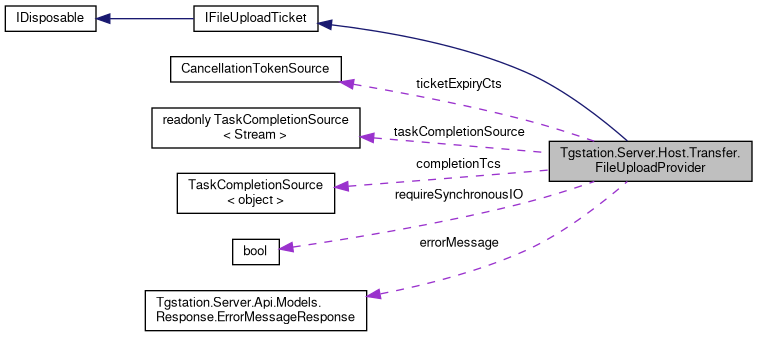 IDisposable
IFileUploadTicket
CancellationTokenSource
ticketExpiryCts
readonly TaskCompletionSource
< Stream >
taskCompletionSource
Tgstation.Server.Host.Transfer.
FileUploadProvider
completionTcs
TaskCompletionSource
< object >
requireSynchronousIO
bool
errorMessage
Tgstation.Server.Api.Models.
Response.ErrorMessageResponse